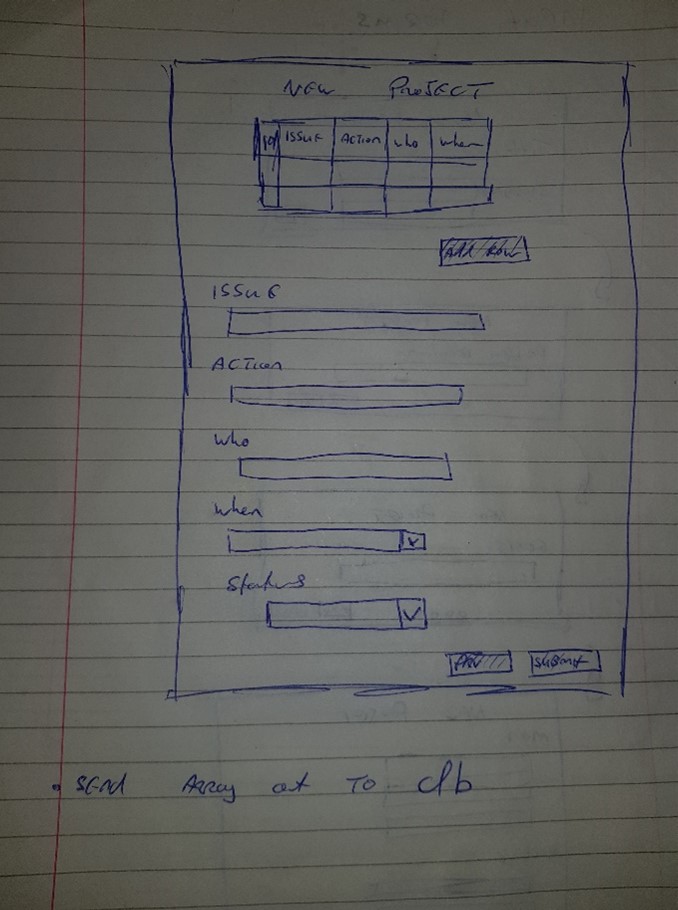 NEW PROJECT
ID ISSUE ACTION who when
Add Row
ISSUE
ACTION
who
when
Status
SUBMIT
• SEND Array out TO db